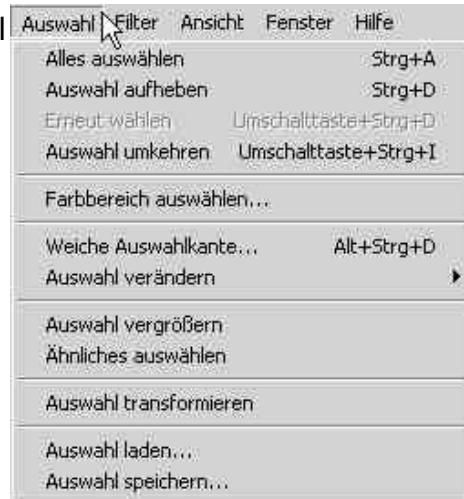 l Auswahl Filter Ansicht Fenster Hilfe
Alles auswählen Strg+A
Auswahl aufheben Strg+D
Erneut wählen Umschalttaste+Strg+D
Auswahl umkehren Umschalttaste+Strg+I
Farbbereich auswählen...
Weiche Auswahlkante... Alt+Strg+D
Auswahl verändern
Auswahl vergrößern
Ähnliches auswählen
Auswahl transformieren
Auswahl laden...
Auswahl speichern...